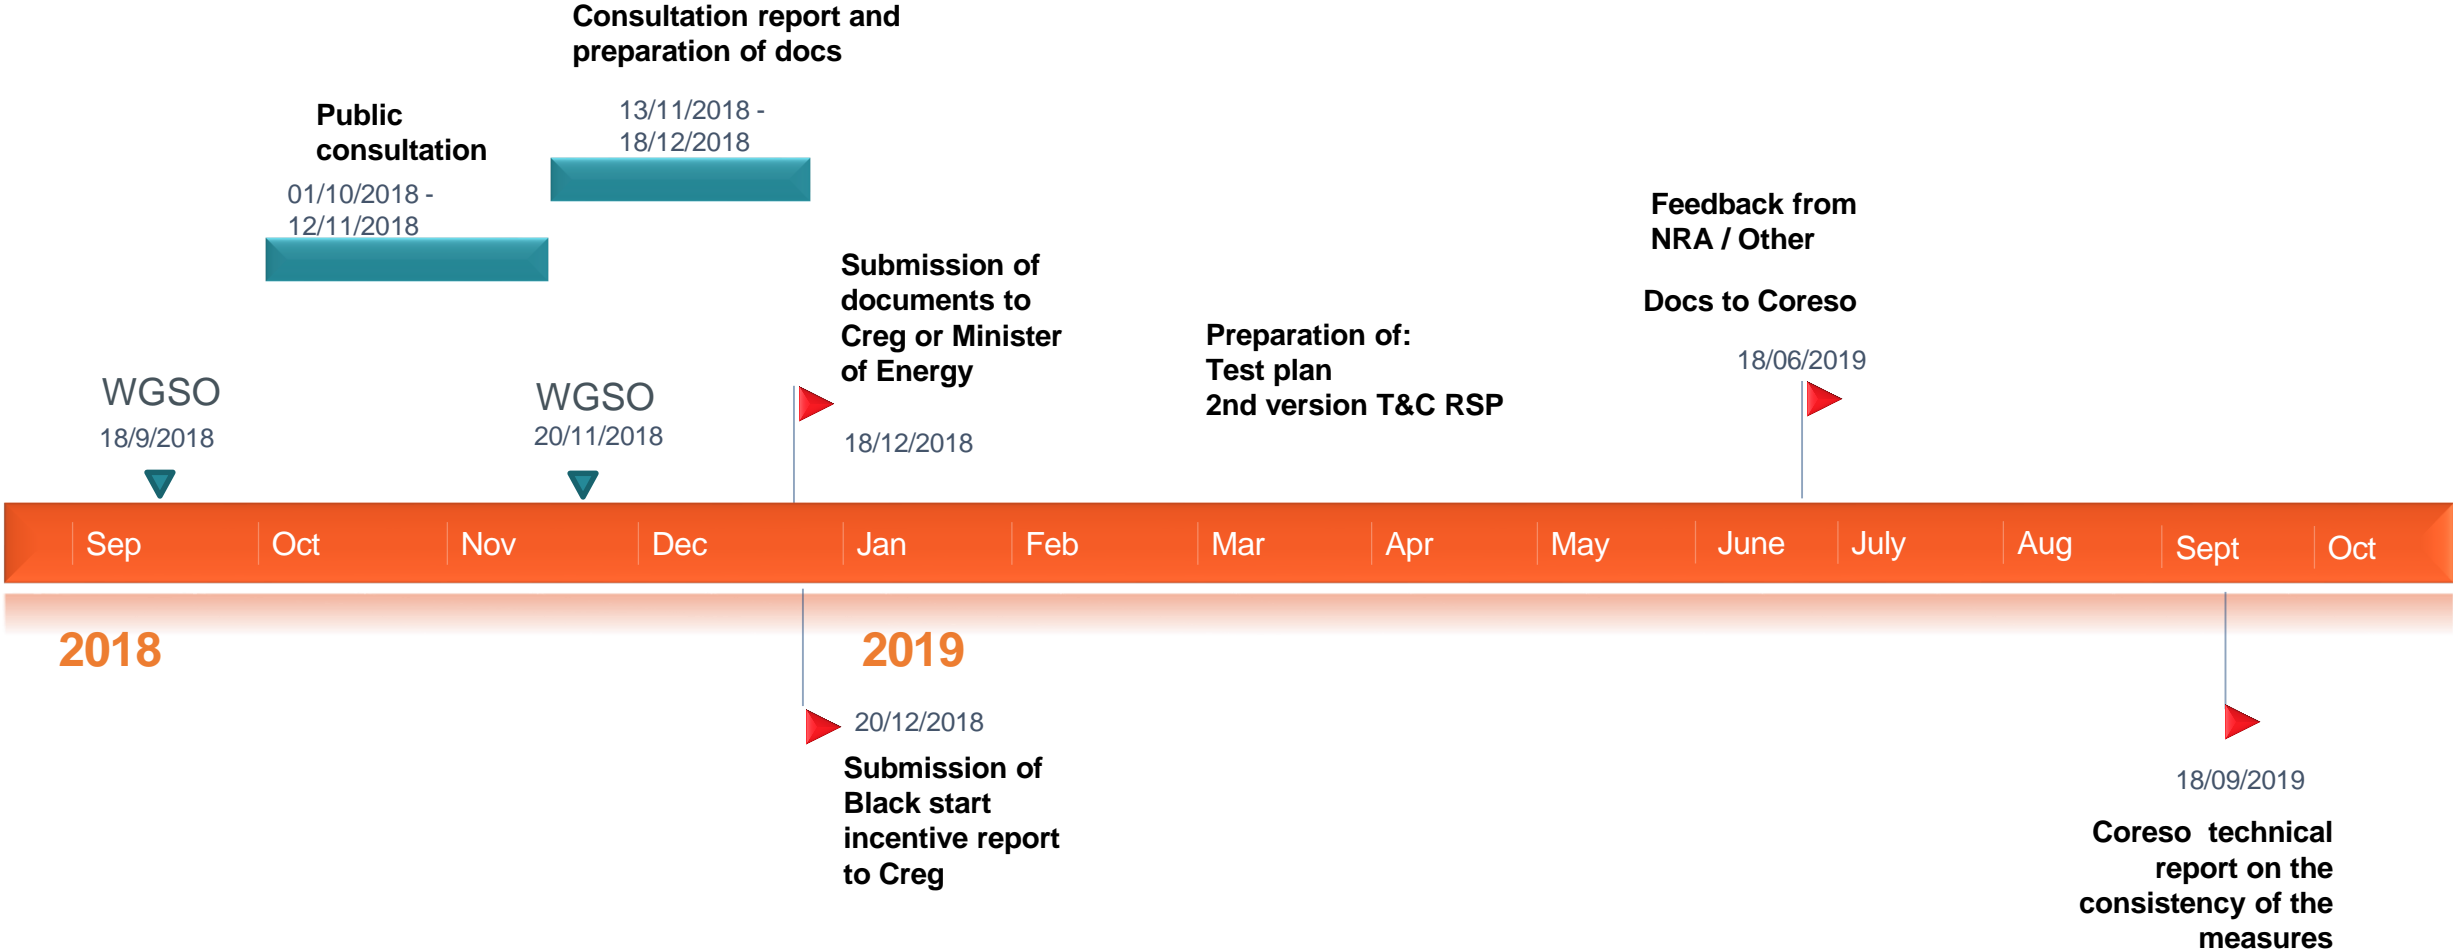 Consultation report and
preparation of docs
13/11/2018 -
18/12/2018
Public
consultation
01/10/2018 -
12/11/2018
Submission of
documents to
Creg or Minister
of Energy
18/12/2018
Preparation of:
Test plan
2nd version T&C RSP
Feedback from
NRA / Other
Docs to Coreso
18/06/2019
WGSO
18/9/2018
WGSO
20/11/2018
Sep Oct Nov Dec Jan Feb Mar Apr May June July Aug Sept Oct
2018
2019
20/12/2018
Submission of
Black start
incentive report
to Creg
18/09/2019
Coreso technical
report on the
consistency of the
measures